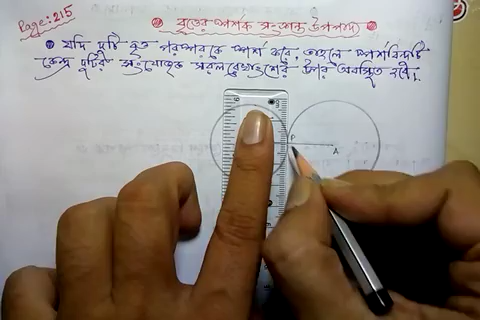 Page: 215
বৃত্তের স্পর্শক সংক্রান্ত উপপাদ্য
যদি দুটি বৃত্ত পরস্পরকে স্পর্শ করে, তাহলে স্পর্শবিন্দুটি
কেন্দ্র দুটির সংযোজক সরলরেখাংশের উপর অবস্থিত হবে।
P
A